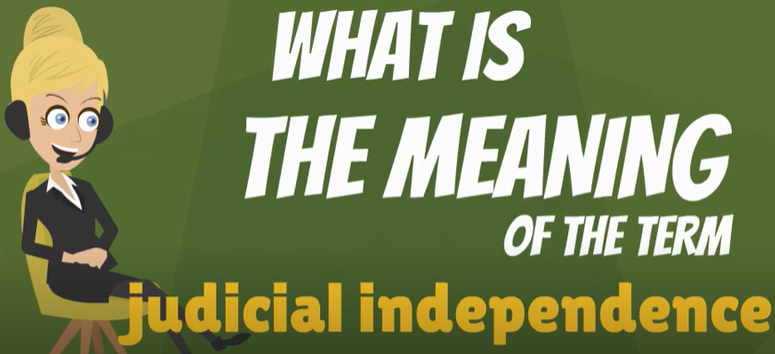 WHAT IS
THE MEANING
OF THE TERM
judicial independence